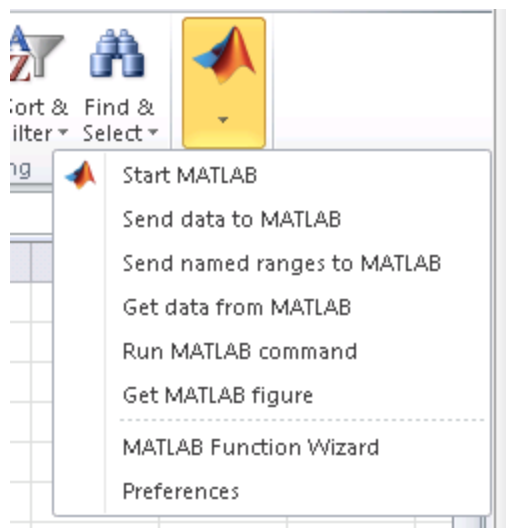 A
Z
Sort & Find &
ilter Select
ng
Start MATLAB
Send data to MATLAB
Send named ranges to MATLAB
Get data from MATLAB
Run MATLAB command
Get MATLAB figure
MATLAB Function Wizard
Preferences